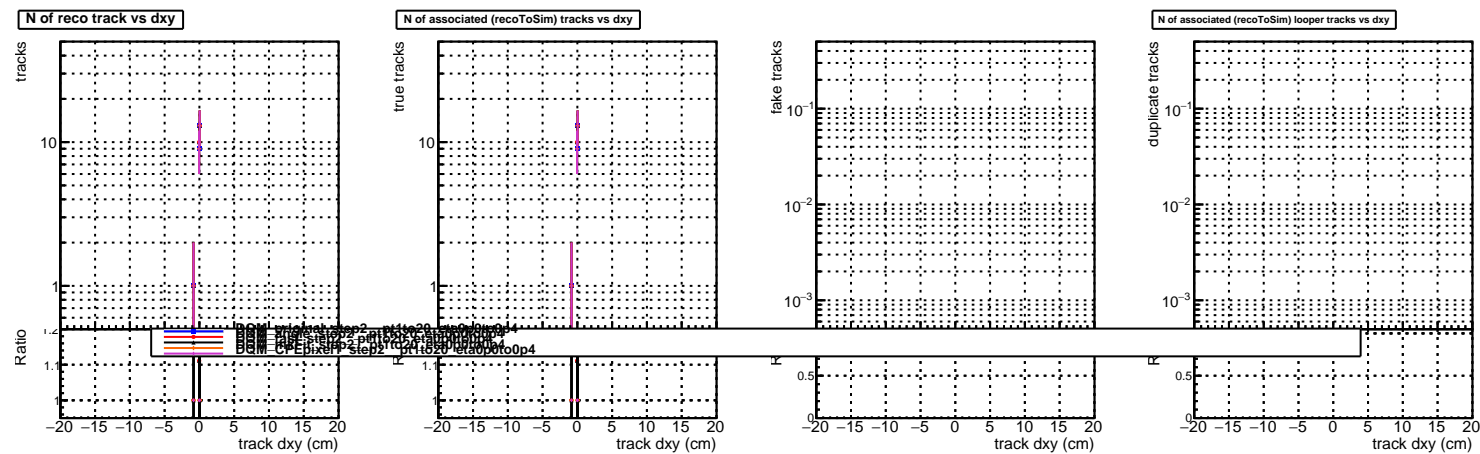 N of reco track vs dxy
N of associated (recoToSim) tracks vs dxy
N of associated (recoToSim) looper tracks vs dxy
tracks
10
1
Ratio
1.1
1
−20 −15 −10 −5 0 5 10 15 20
track dxy (cm)
true tracks
10
1
1.1
1
−20 −15 −10 −5 0 5 10 15 20
track dxy (cm)
fake tracks
10−1
10−2
10−3
0.5
0
−20 −15 −10 −5 0 5 10 15 20
track dxy (cm)
duplicate tracks
10−1
10−2
10−3
0.5
0
−20 −15 −10 −5 0 5 10 15 20
track dxy (cm)
step2 pt1to20 eta0p0to0p4